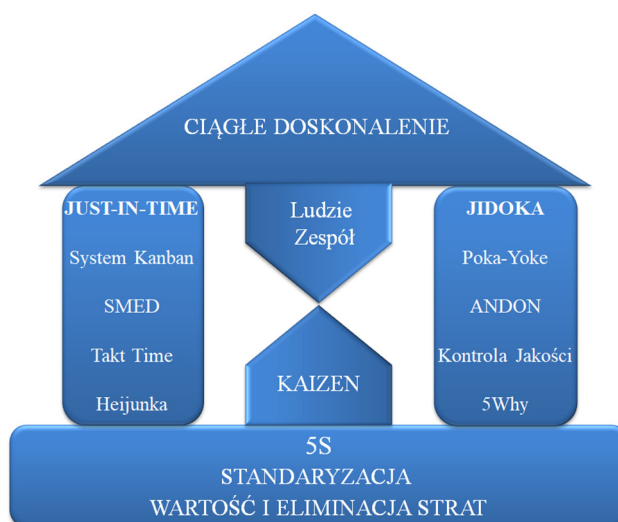 CIĄGŁE DOSKONALENIE
JUST-IN-TIME
System Kanban
SMED
Takt Time
Heijunka
Ludzie
Zespół
KAIZEN
JIDOKA
Poka-Yoke
ANDON
Kontrola Jakości
5Why
5S
STANDARYZACJA
WARTOŚĆ I ELIMINACJA STRAT